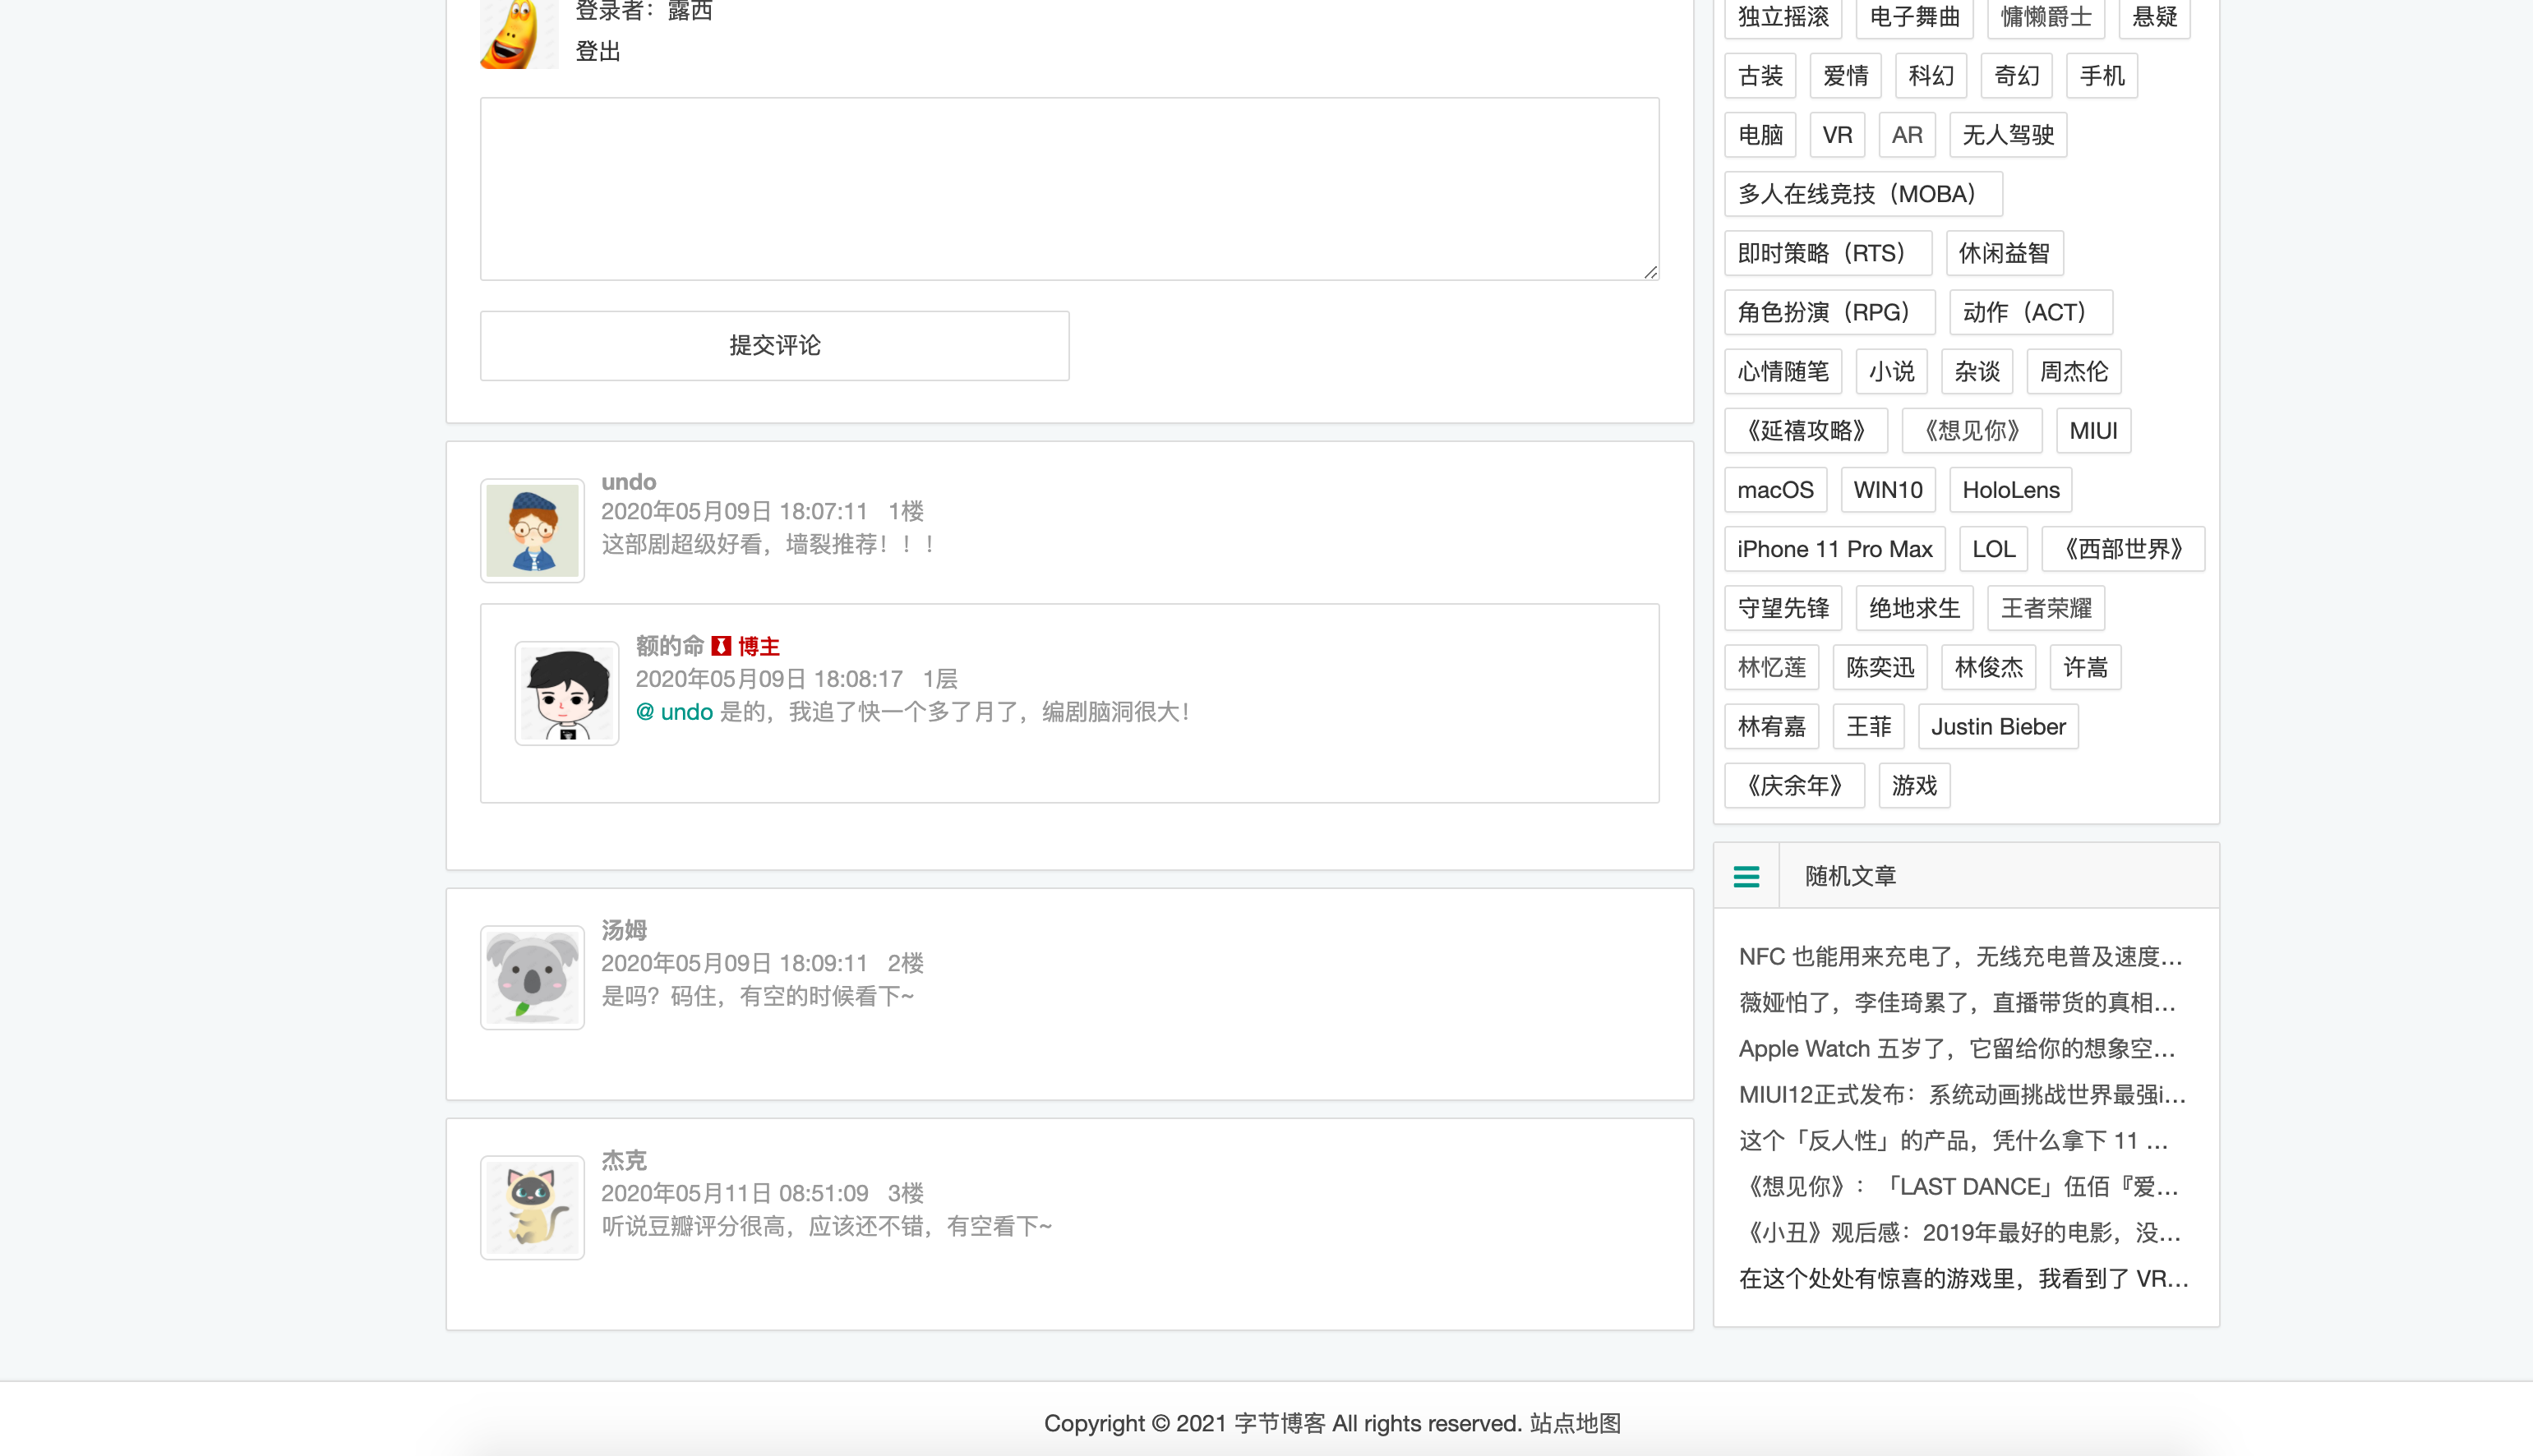 登录者：露西
登出
提交评论
undo
2020年05月09日 18:07:11 1楼
这部剧超级好看，墙裂推荐！！！
额的命 博主
2020年05月09日 18:08:17 1层
@ undo 是的，我追了快一个多了月了，编剧脑洞很大！
汤姆
2020年05月09日 18:09:11 2楼
是吗？码住，有空的时候看下~
杰克
2020年05月11日 08:51:09 3楼
听说豆瓣评分很高，应该还不错，有空看下~
独立摇滚 电子舞曲 慵懒爵士 悬疑
古装 爱情 科幻 奇幻 手机
电脑 VR AR 无人驾驶
多人在线竞技（MOBA）
即时策略（RTS） 休闲益智
角色扮演（RPG） 动作（ACT）
心情随笔 小说 杂谈 周杰伦
《延禧攻略》 《想见你》 MIUI
macOS WIN10 HoloLens
iPhone 11 Pro Max LOL 《西部世界》
守望先锋 绝地求生 王者荣耀
林忆莲 陈奕迅 林俊杰 许嵩
林宥嘉 王菲 Justin Bieber
《庆余年》 游戏
随机文章
NFC 也能用来充电了，无线充电普及速度...
薇娅怕了，李佳琦累了，直播带货的真相...
Apple Watch 五岁了，它留给你的想象空...
MIUI12正式发布：系统动画挑战世界最强i...
这个「反人性」的产品，凭什么拿下 11 ...
《想见你》：「LAST DANCE」伍佰『爱...
《小丑》观后感：2019年最好的电影，没...
在这个处处有惊喜的游戏里，我看到了 VR...
Copyright © 2021 字节博客 All rights reserved. 站点地图